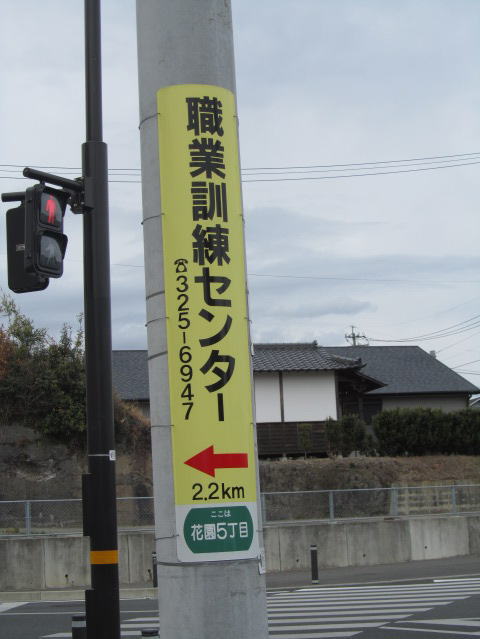 職業訓練センター
☎325-6947
2.2km
ここは
花園5丁目